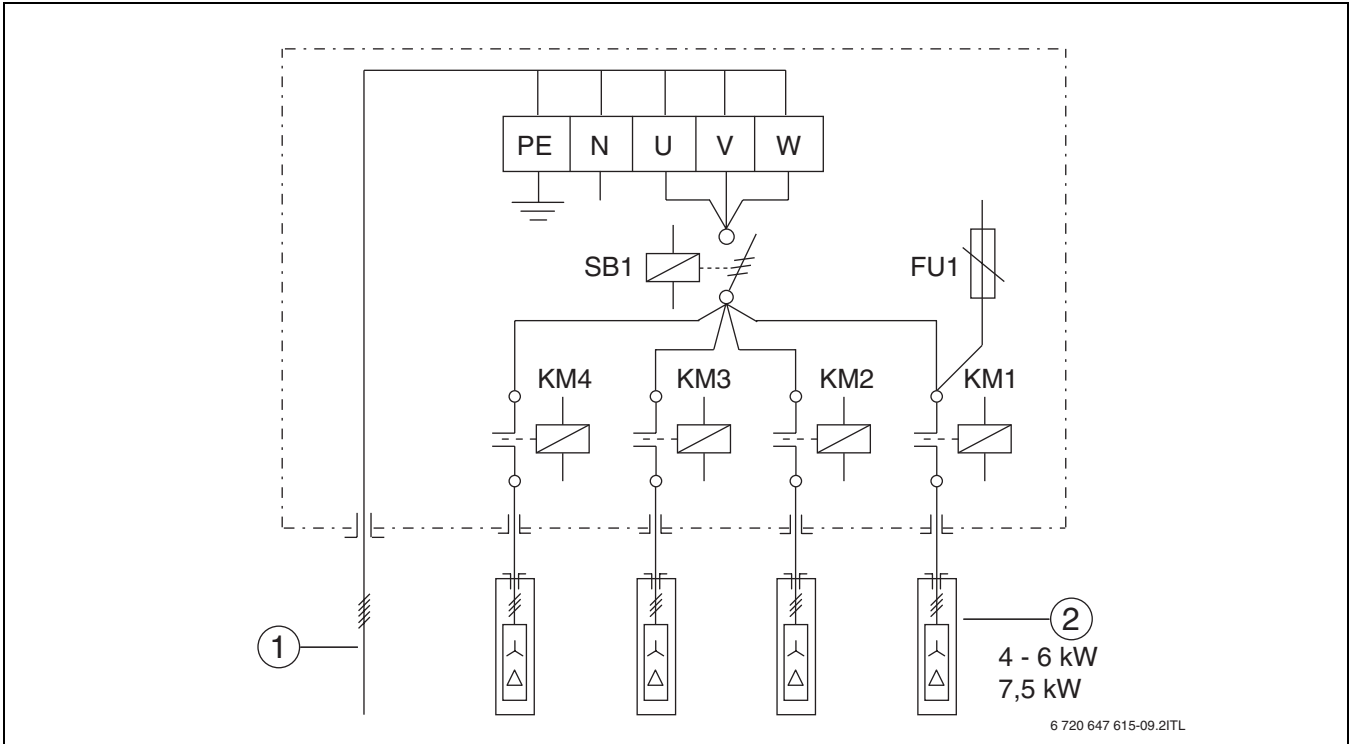 PE N U V W
SB1
FU1
KM4 KM3 KM2 KM1
1
2
4 - 6 kW
7,5 kW
6 720 647 615-09.2ITL